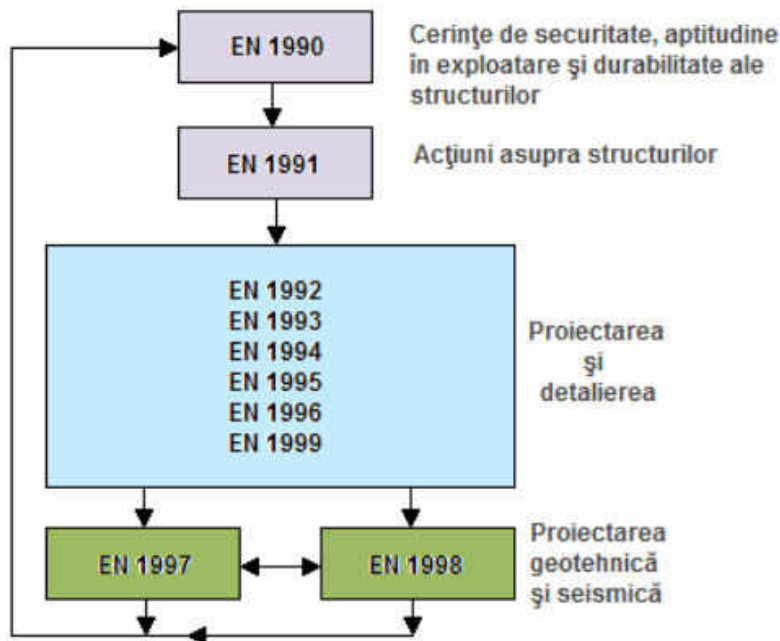 EN 1990
Cerinţe de securitate, aptitudine
în exploatare şi durabilitate ale
structurilor
EN 1991
Acţiuni asupra structurilor
EN 1992
EN 1993
EN 1994
EN 1995
EN 1996
EN 1999
Proiectarea
şi
detalierea
EN 1997
EN 1998
Proiectarea
geotehnică
şi seismică